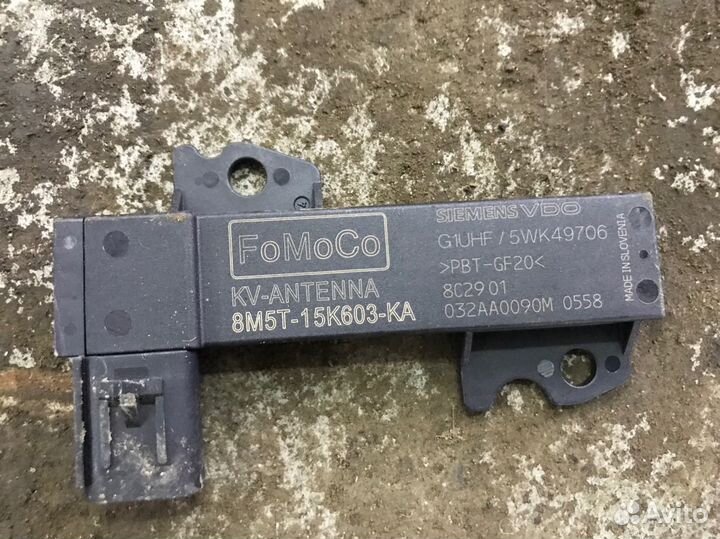 FoMoCo
KV-ANTENNA
8M5T-15K603-KA
SIEMENS VDO
G1UHF / 5WK49706
>PBT-GF20<
8C29 01
032AA0090M 0558
MADE IN SLOVENIA
Avito